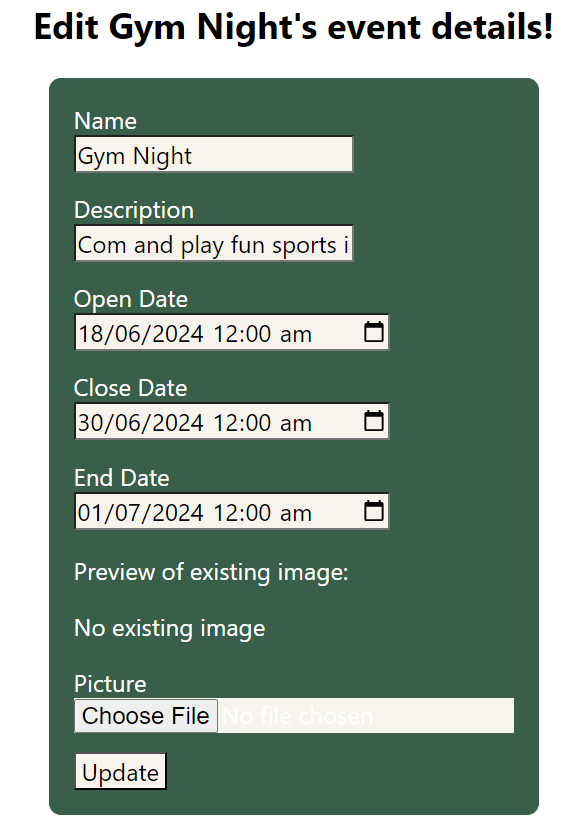 Edit Gym Night's event details!
Name
Gym Night
Description
Com and play fun sports i
Open Date
18/06/2024 12:00 am
Close Date
30/06/2024 12:00 am
End Date
01/07/2024 12:00 am
Preview of existing image:
No existing image
Picture
Choose File No file chosen
Update